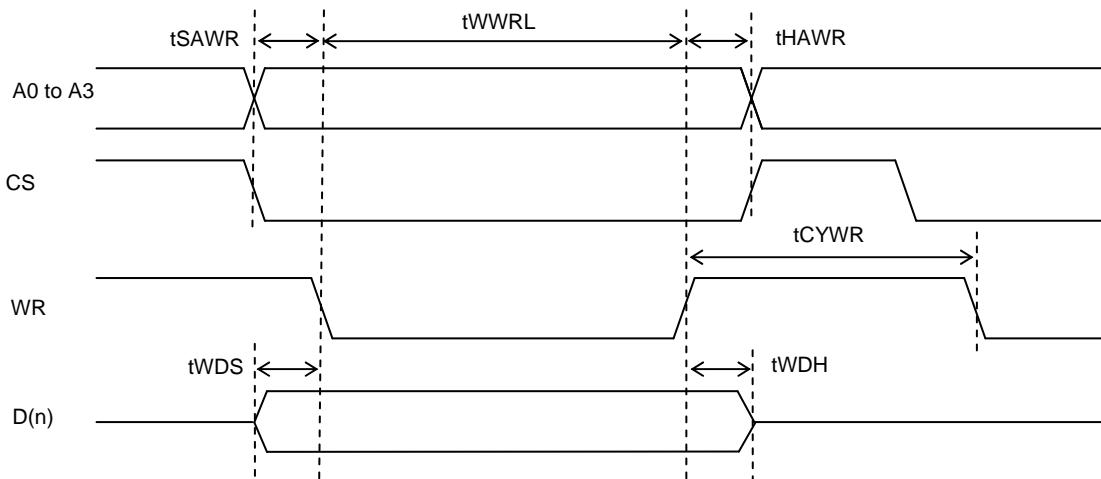 tWWRL
tSAWR
tHAWR
A0 to A3
CS
tCYWR
WR
tWDS
tWDH
D(n)